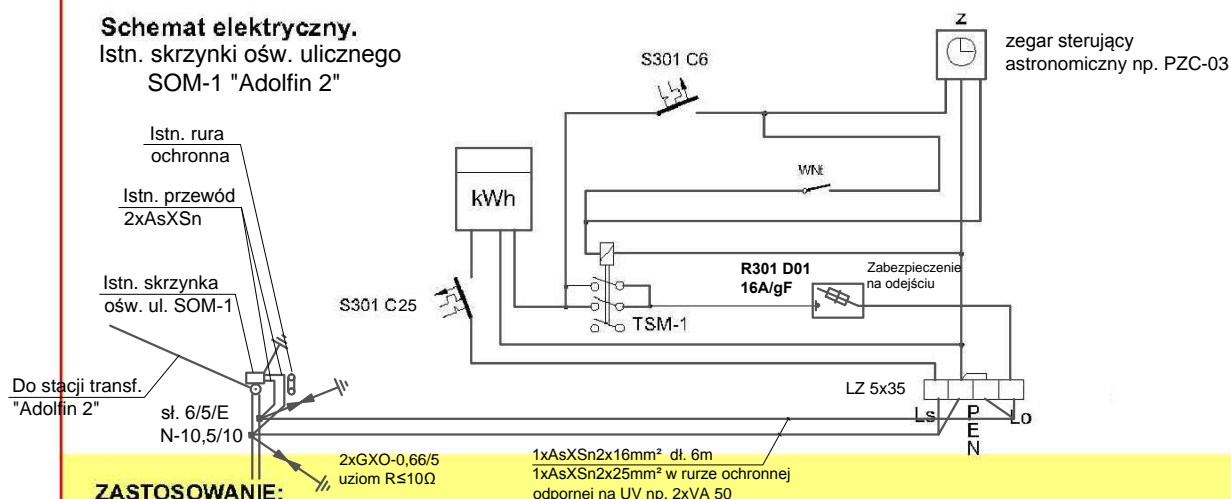 Schemat elektryczny.
Istn. skrzynki ośw. ulicznego
SOM-1 "Adolfin 2"
Z
zegar sterujący
astronomiczny np. PZC-03
S301 C6
Istn. rura
ochronna
WNt
kWh
Istn. przewód
2xAsXSn
R301 D01
16A/gF
Zabezpieczenie
na odejściu
Istn. skrzynka
ośw. ul. SOM-1
S301 C25
TSM-1
Do stacji transf.
"Adolfin 2"
LZ 5x35
sł. 6/5/E
N-10,5/10
Ls
PEN
Lo
2xGXO-0,66/5
uziom R≤10Ω
1xAsXSn2x16mm² dł. 6m
1xAsXSn2x25mm² w rurze ochronnej
odpornej na UV np. 2xVA 50
ZASTOSOWANIE: